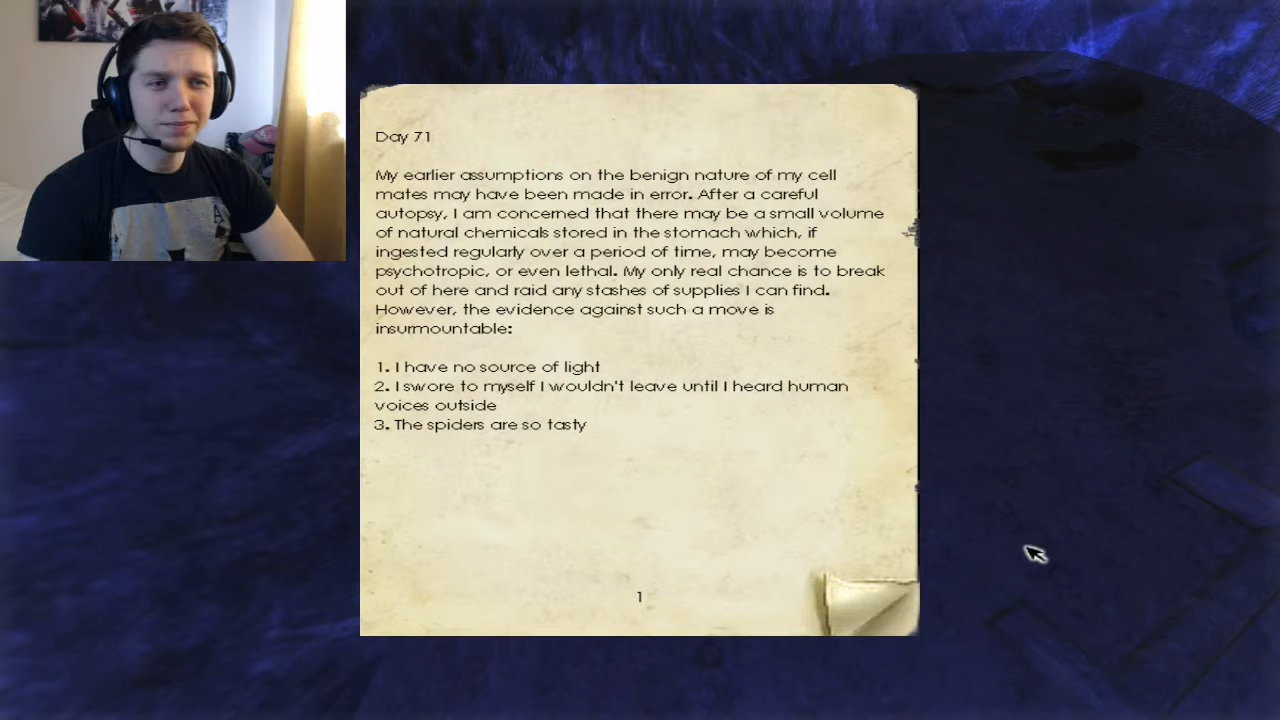 Day 71
My earlier assumptions on the benign nature of my cell
mates may have been made in error. After a careful
autopsy, I am concerned that there may be a small volume
of natural chemicals stored in the stomach which, if
ingested regularly over a period of time, may become
psychotropic, or even lethal. My only real chance is to break
out of here and raid any stashes of supplies I can find.
However, the evidence against such a move is
insurmountable:
1. I have no source of light
2. I swore to myself I wouldn't leave until I heard human
voices outside
3. The spiders are so tasty
1